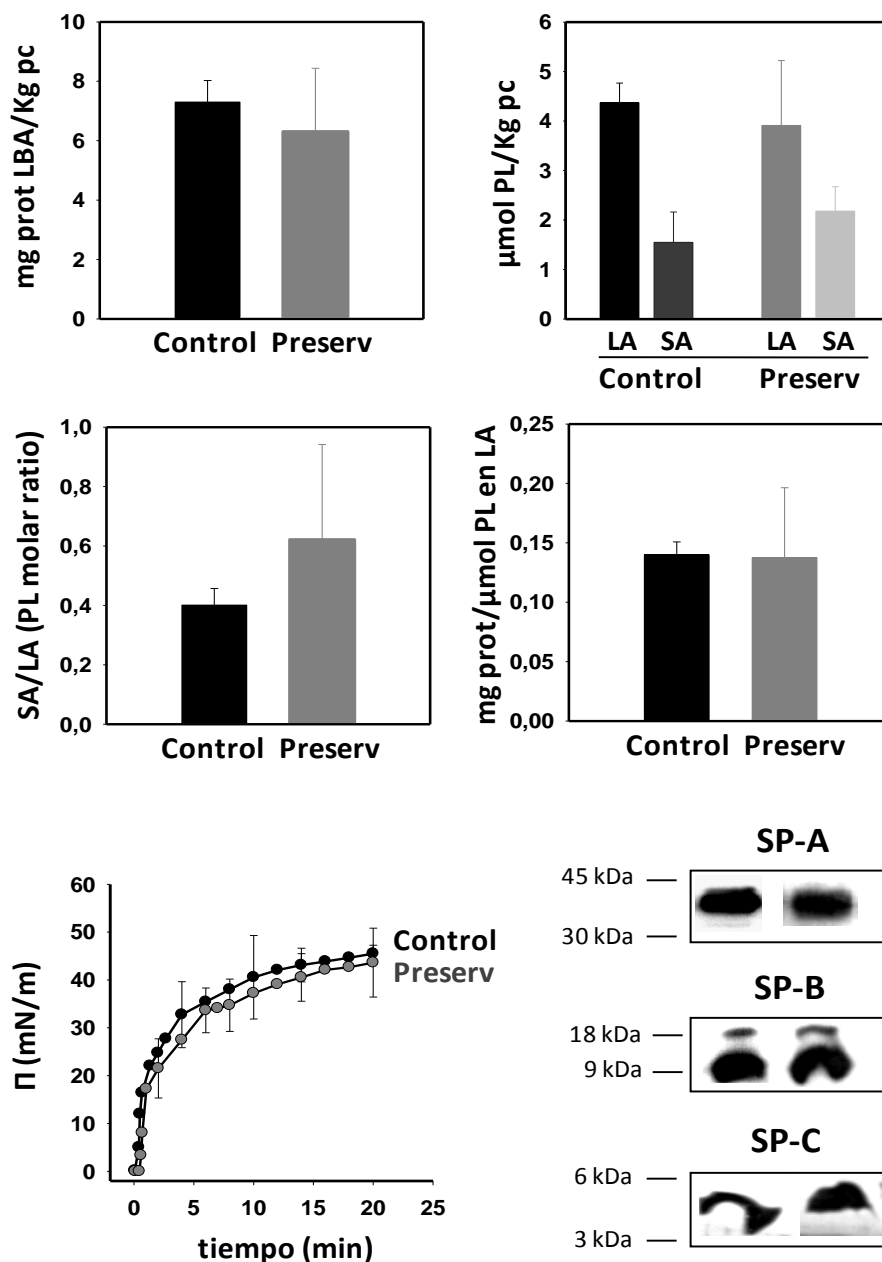 mg prot LBA/Kg pc
10
8
6
4
2
0
Control Preserv
µmol PL/Kg pc
6
5
4
3
2
1
0
LA SA LA SA
Control Preserv
SA/LA (PL molar ratio)
1,0
0,8
0,6
0,4
0,2
0,0
Control Preserv
mg prot/µmol PL en LA
0,25
0,20
0,15
0,10
0,05
0,00
Control Preserv
Π (mN/m)
60
50
40
30
20
10
0
0 5 10 15 20 25
tiempo (min)
Control
Preserv
SP-A
45 kDa
30 kDa
SP-B
18 kDa
9 kDa
SP-C
6 kDa
3 kDa